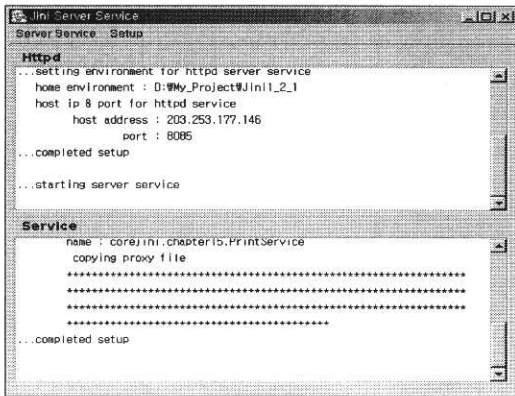 Jini Server Service
Server Service Setup
Httpd
...setting environment for httpd server service
home environment : D:₩My_Project₩Jini1_2_1
host ip & port for httpd service
host address : 203.253.177.146
port : 8085
...completed setup
...starting server service
Service
name : corejini.chapter15.PrintService
copying proxy file
******************************************************************
******************************************************************
******************************************************************
*******************************************
...completed setup